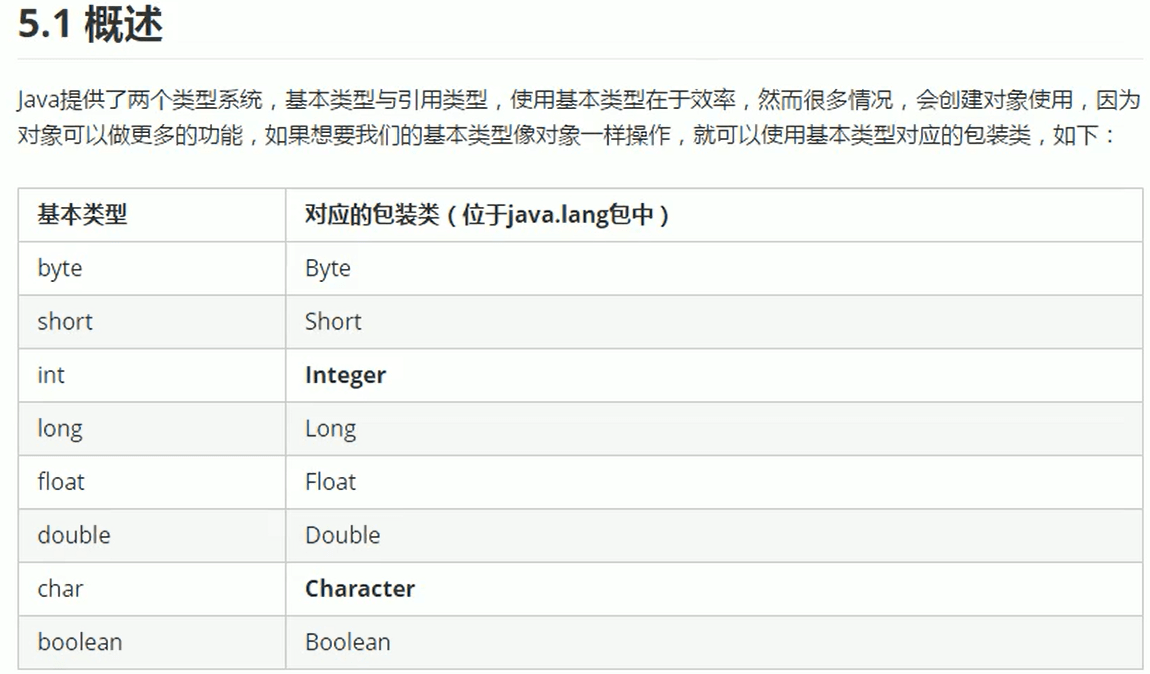 5.1 概述
Java提供了两个类型系统，基本类型与引用类型，使用基本类型在于效率，然而很多情况，会创建对象使用，因为
对象可以做更多的功能，如果想要我们的基本类型像对象一样操作，就可以使用基本类型对应的包装类，如下：
基本类型 对应的包装类（位于java.lang包中）
byte Byte
short Short
int Integer
long Long
float Float
double Double
char Character
boolean Boolean